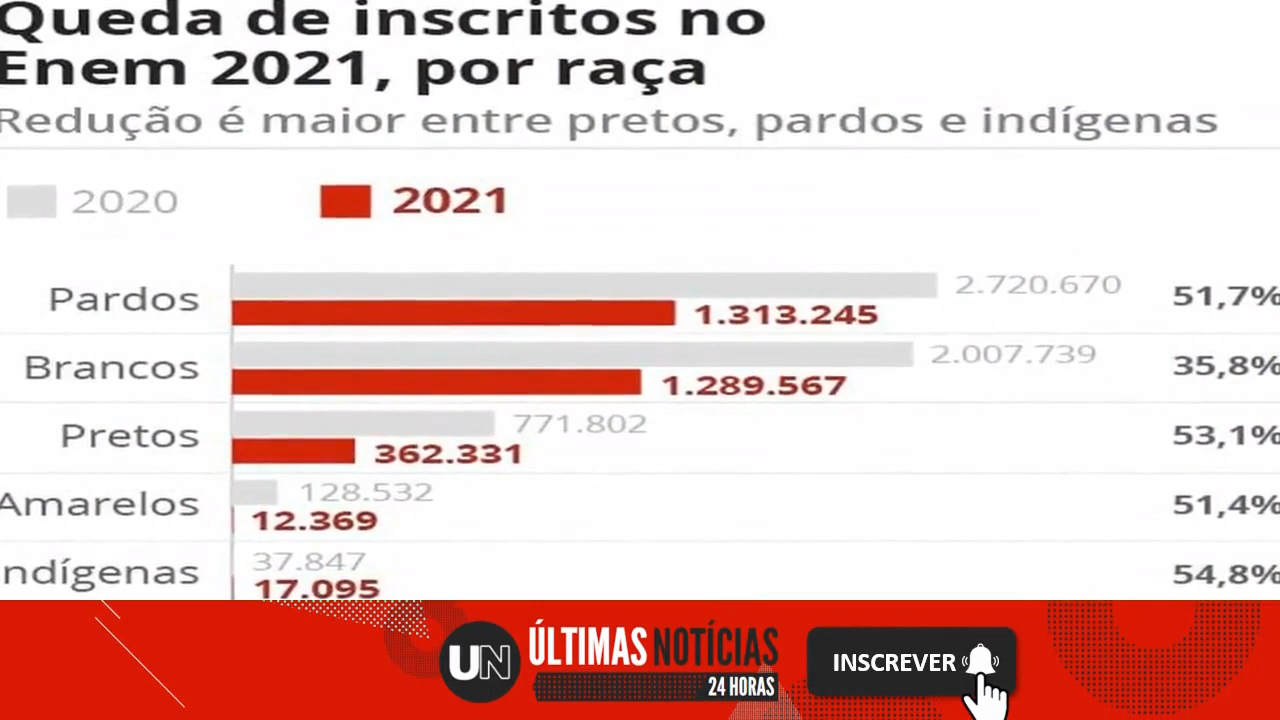 Queda de inscritos no
Enem 2021, por raça
Redução é maior entre pretos, pardos e indígenas
2020 2021
Pardos 2.720.670 51,7%
1.313.245
Brancos 2.007.739 35,8%
1.289.567
Pretos 771.802 53,1%
362.331
Amarelos 128.532 51,4%
12.369
ndígenas 37.847 54,8%
17.095
UN ÚLTIMAS NOTÍCIAS
24 HORAS
INSCREVER